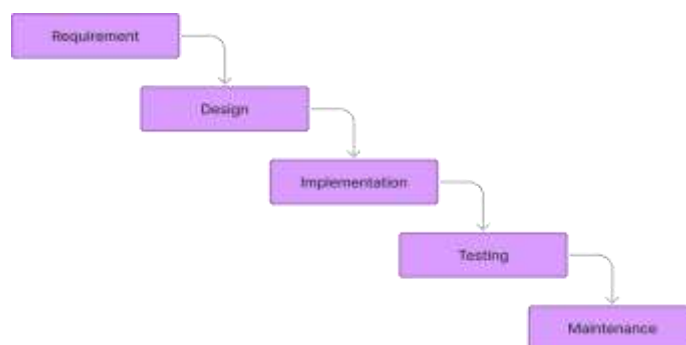 Requirement
Design
Implementation
Testing
Maintenance